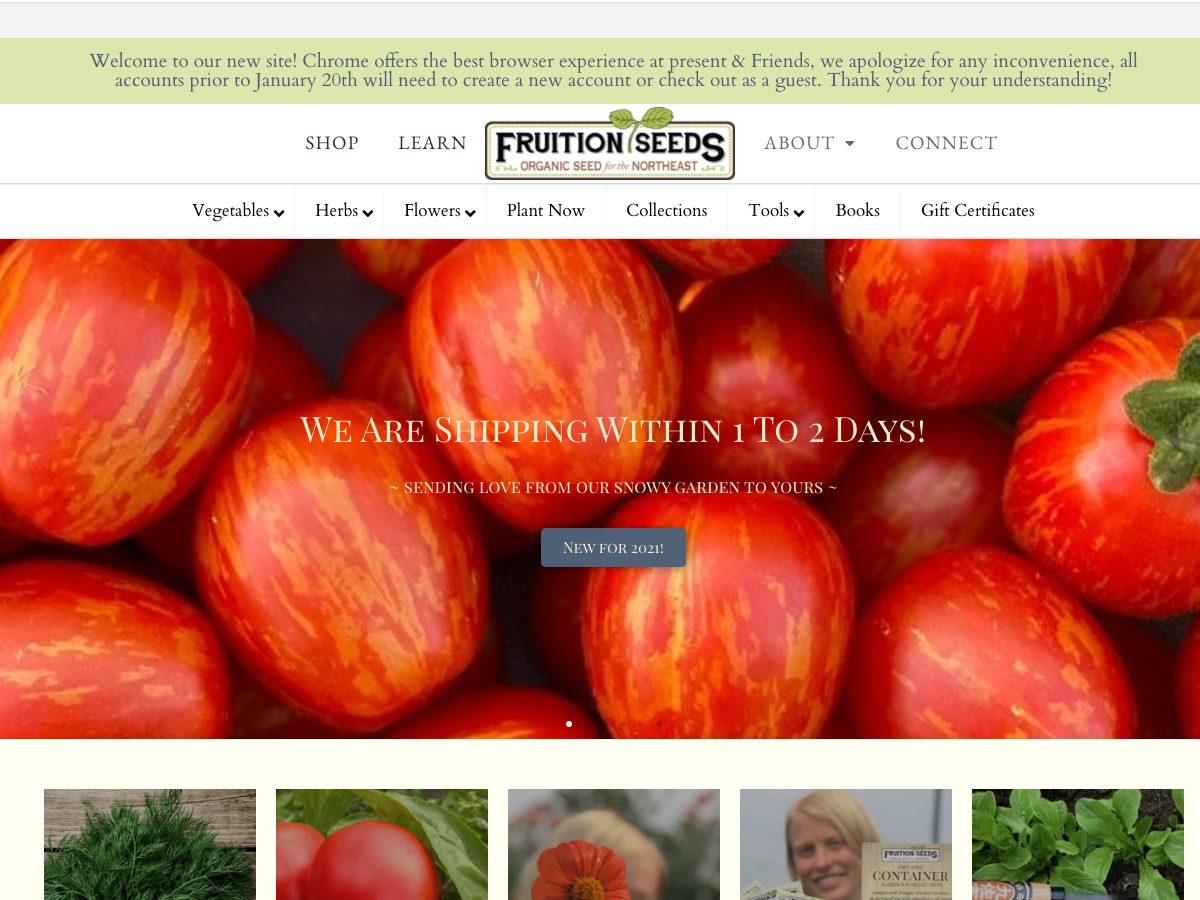 Welcome to our new site! Chrome offers the best browser experience at present & Friends, we apologize for any inconvenience, all
accounts prior to January 20th will need to create a new account or check out as a guest. Thank you for your understanding!
SHOP LEARN FRUITION SEEDS ABOUT CONNECT
ORGANIC SEED for the NORTHEAST
Vegetables Herbs Flowers Plant Now Collections Tools Books Gift Certificates
We Are Shipping Within 1 To 2 Days!
~ SENDING LOVE FROM OUR SNOWY GARDEN TO YOURS ~
New for 2021!
FRUITION SEEDS
ORGANIC
CONTAINER
GARDEN COLLECTION